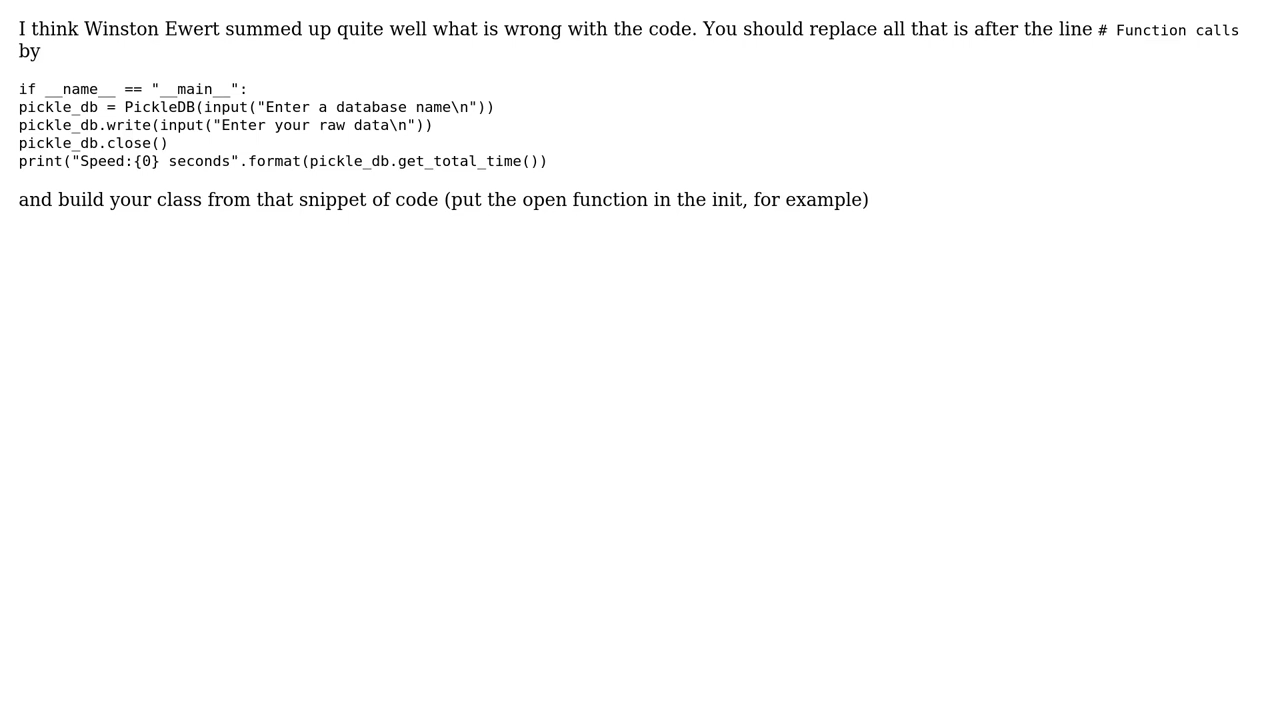 I think Winston Ewert summed up quite well what is wrong with the code. You should replace all that is after the line # Function calls
by
if __name__ == "__main__":
pickle_db = PickleDB(input("Enter a database name\n"))
pickle_db.write(input("Enter your raw data\n"))
pickle_db.close()
print("Speed:{0} seconds".format(pickle_db.get_total_time())
and build your class from that snippet of code (put the open function in the init, for example)